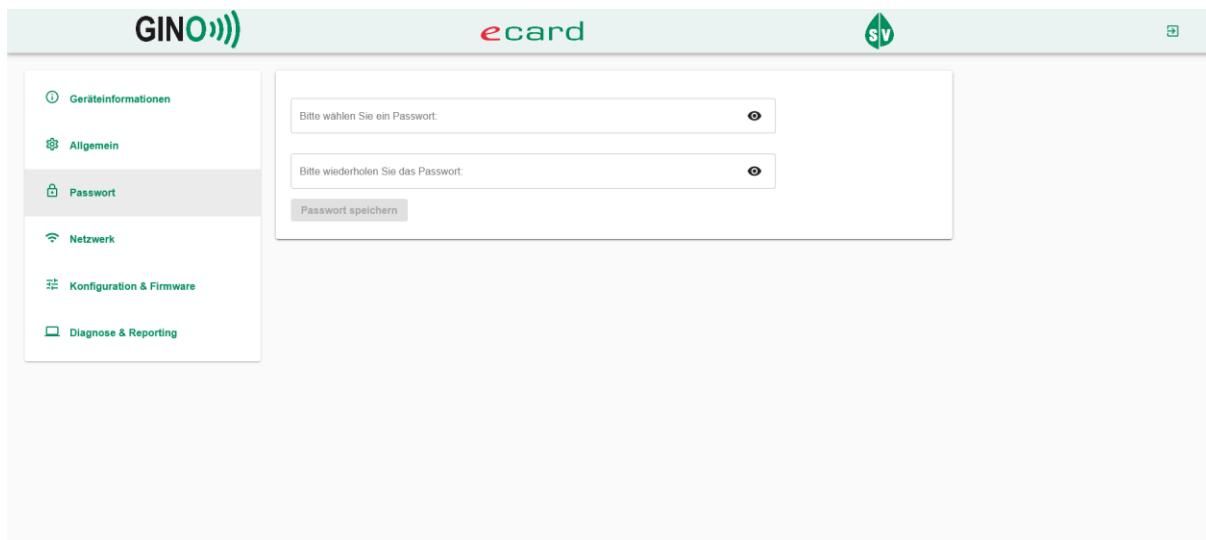 GINO
ecard
SV
Geräteinformationen
Allgemein
Passwort
Netzwerk
Konfiguration & Firmware
Diagnose & Reporting
Bitte wählen Sie ein Passwort:
Bitte wiederholen Sie das Passwort:
Passwort speichern